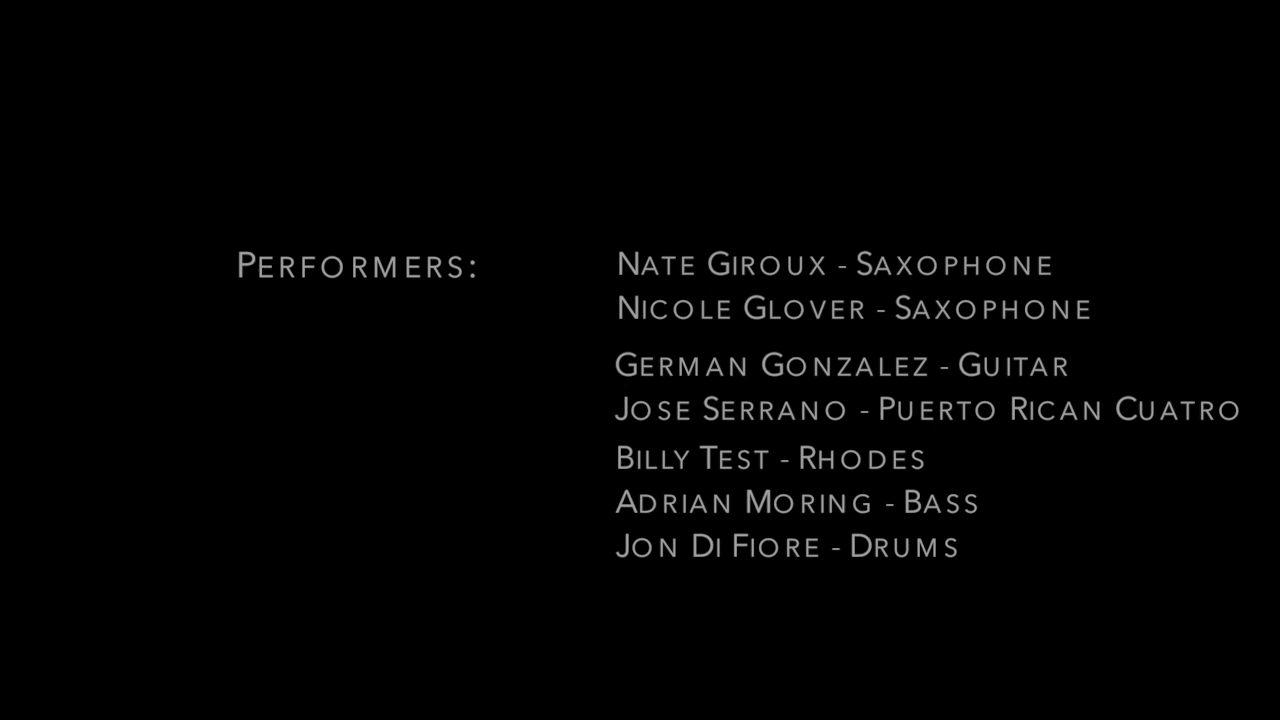 Performers:
Nate Giroux - Saxophone
Nicole Glover - Saxophone
German Gonzalez - Guitar
Jose Serrano - Puerto Rican Cuatro
Billy Test - Rhodes
Adrian Moring - Bass
Jon Di Fiore - Drums